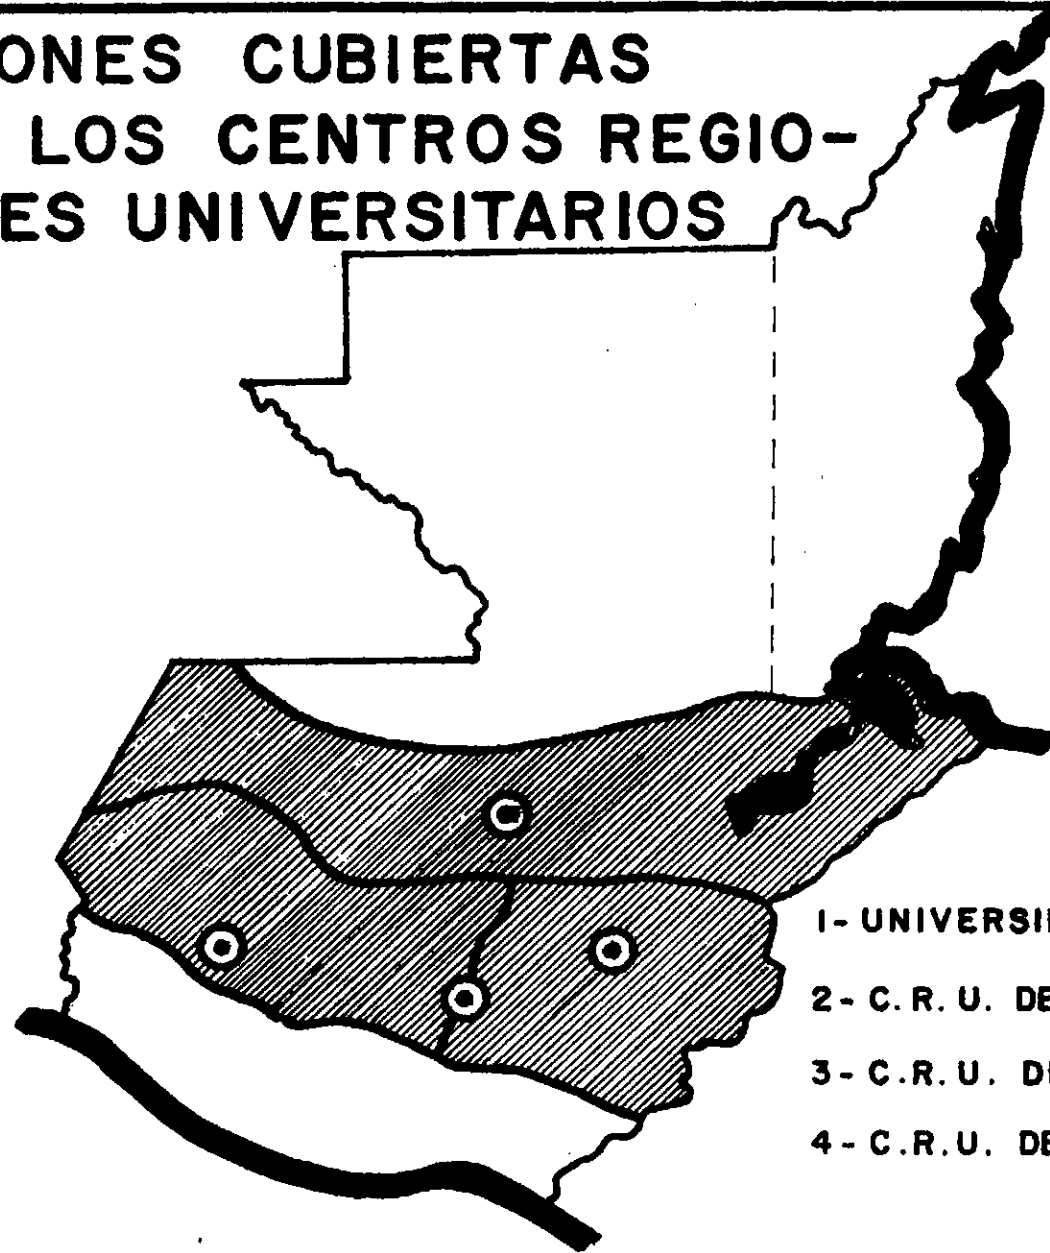 ONES CUBIERTAS
LOS CENTROS REGIO-
ES UNIVERSITARIOS
1- UNIVERSI
2- C.R.U. DE
3- C.R.U. D
4- C.R.U. DE